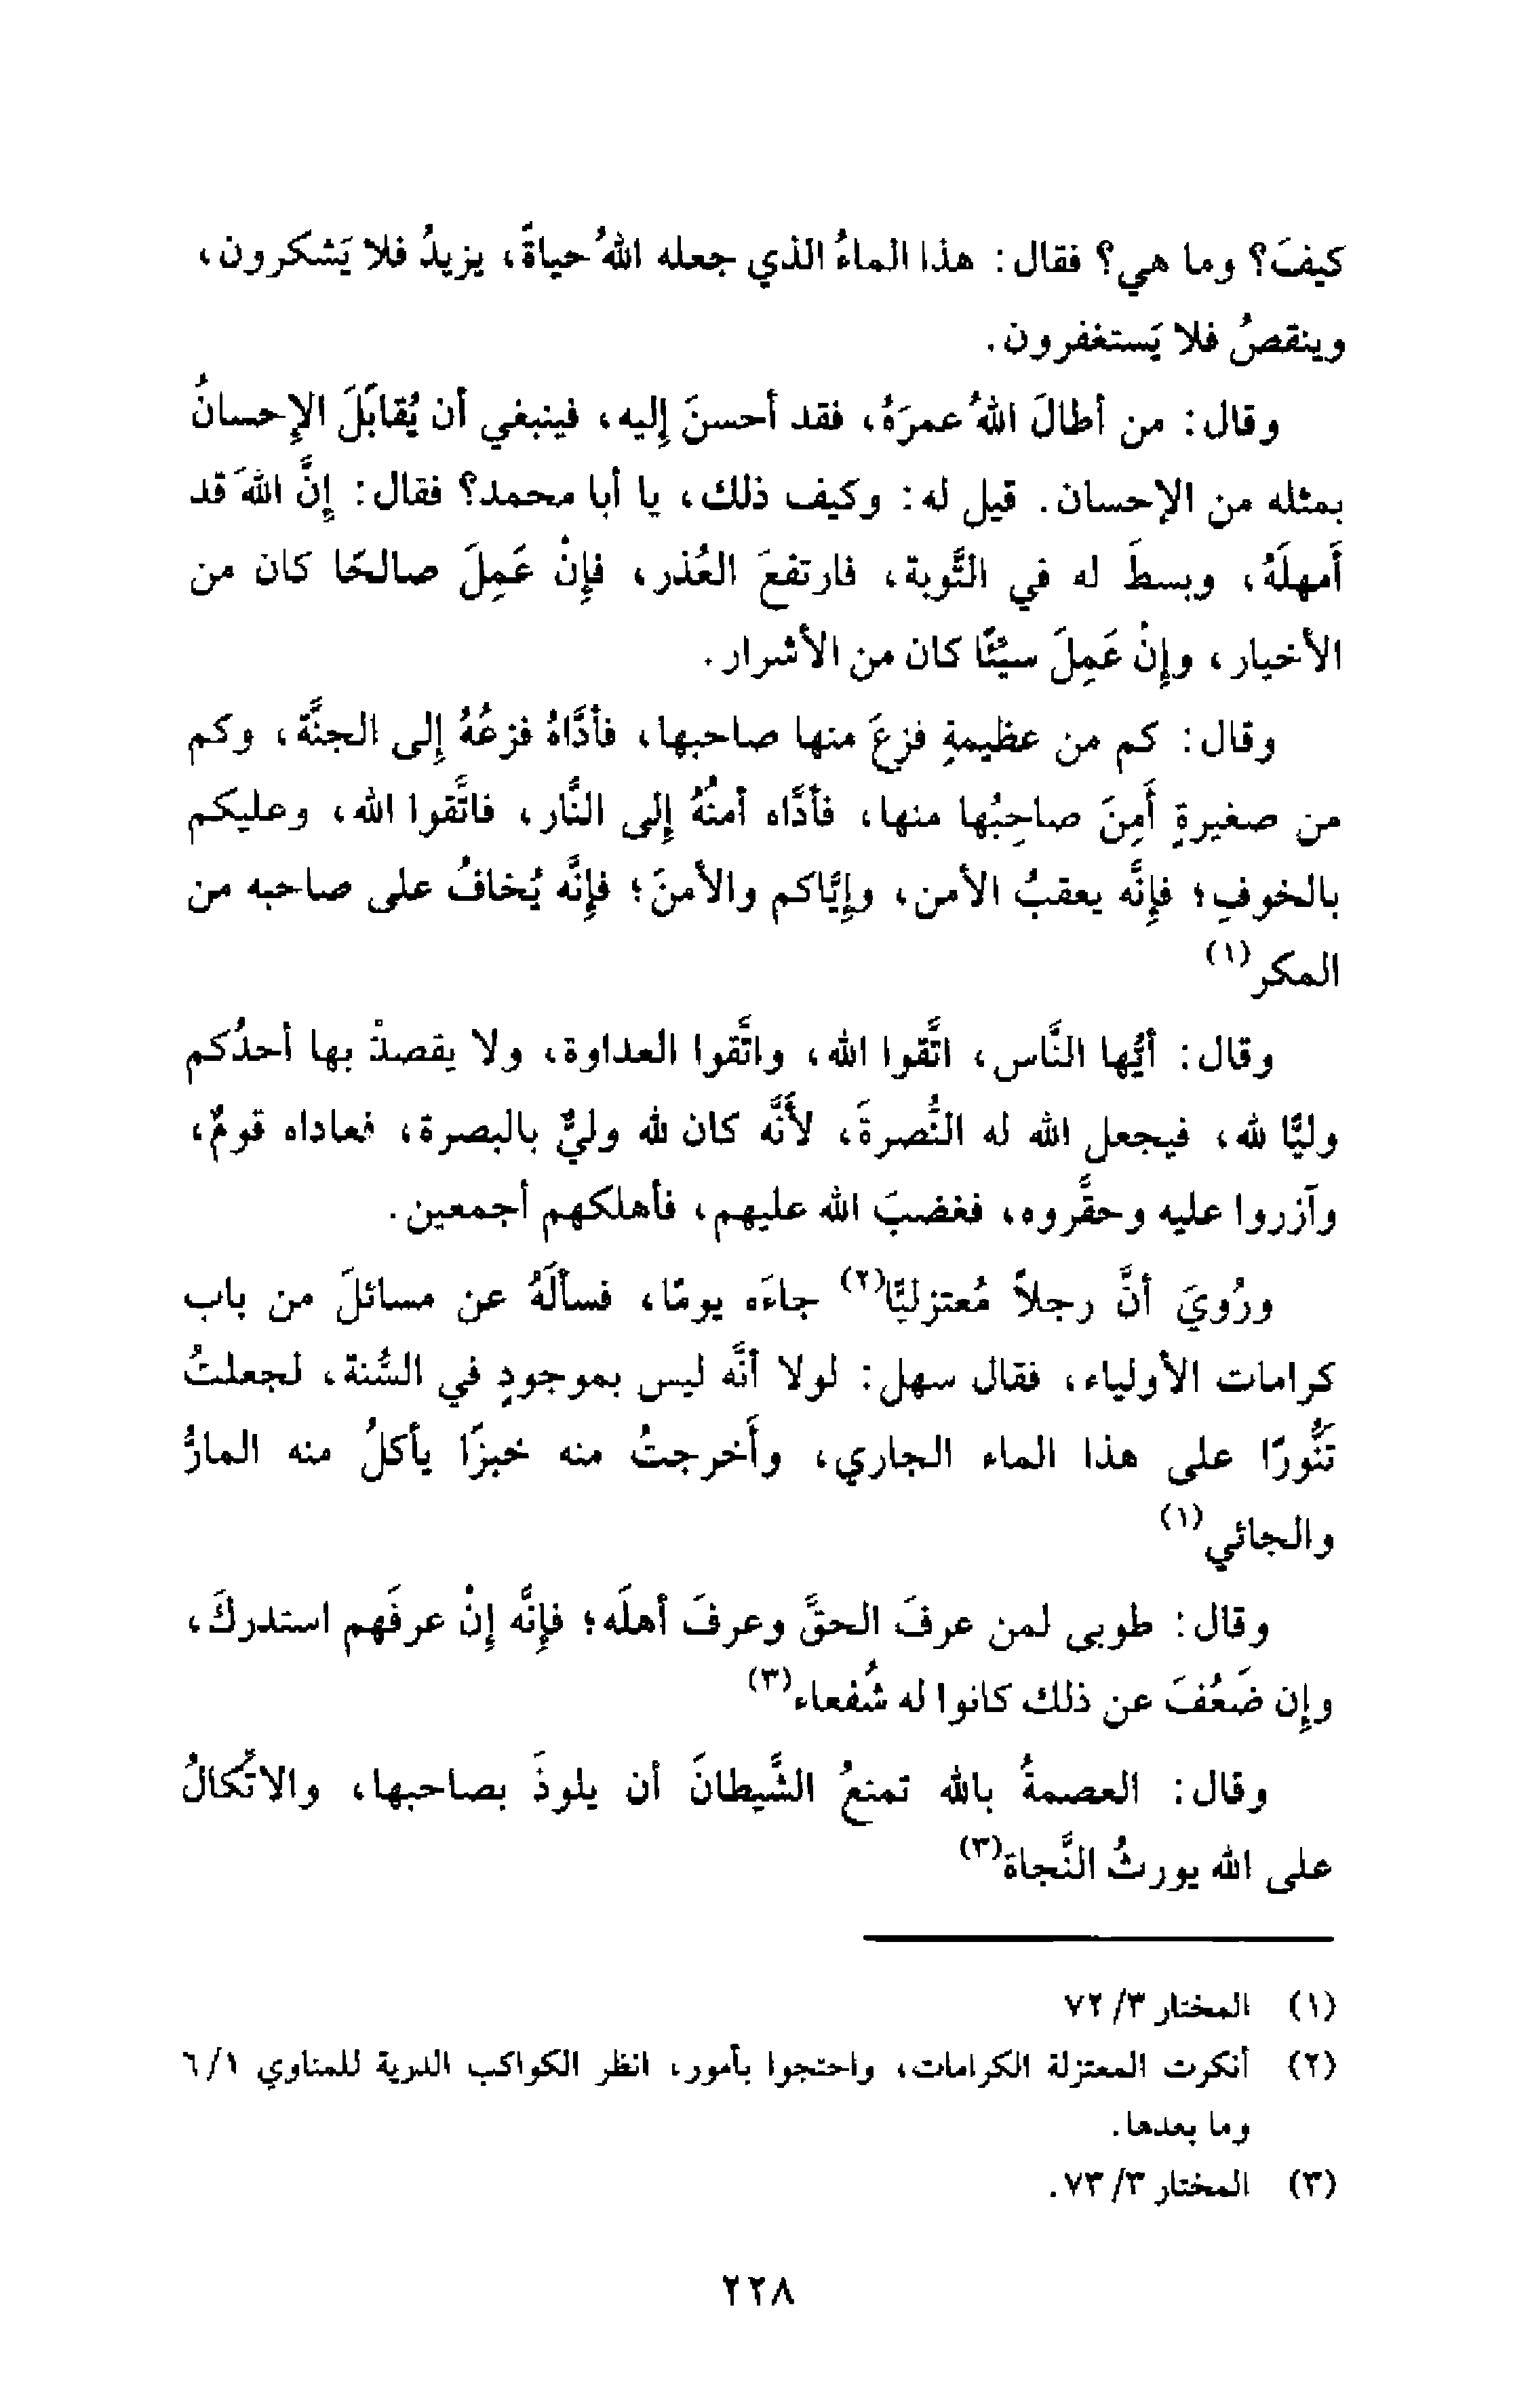 كيفَ؟ وما هي؟ فقال: هذا الماءُ الذي جعله اللهُ حياةً، يزيدُ فلا يَشكرون،
وينقصُ فلا يَستغفرون.
وقال: من أطالَ اللهُ عمرَهُ، فقد أحسنَ إليه، فينبغي أن يُقابَلَ الإحسانُ
بمثله من الإحسان. قيل له: وكيف ذلك، يا أبا محمد؟ فقال: إنَّ اللهَ قد
أَمهلَهُ، وبسطَ له في التَّوبة، فارتفعَ العُذر، فإنْ عَمِلَ صالحًا كان من
الأخيار، وإنْ عَمِلَ سيئًا كان من الأشرار.
وقال: كم من عظيمةٍ فزعَ منها صاحبها، فأدَّاهُ فزعُهُ إلى الجنَّة، وكم
من صغيرةٍ أَمِنَ صاحِبُها منها، فأدَّاه أمنُهُ إلى النَّار، فاتَّقوا الله، وعليكم
بالخوفِ؛ فإنَّه يعقبُ الأمن، وإيَّاكم والأمنَ؛ فإنَّه يُخافُ على صاحبه من
المكر(١)
وقال: أيُّها النَّاس، اتَّقوا الله، واتَّقوا العداوة، ولا يقصدْ بها أحدُكم
وليًّا لله، فيجعل الله له النُّصرةَ، لأنَّه كان لله وليٌّ بالبصرة، فعاداه قومٌ،
وآزروا عليه وحقَّروه، فغضبَ الله عليهم، فأهلكهم أجمعين.
ورُويَ أنَّ رجلاً مُعتزليًّا(٢) جاءَه يومًا، فسألَهُ عن مسائلَ من باب
كرامات الأولياء، فقال سهل: لولا أنَّه ليس بموجودٍ في السُّنة، لجعلتُ
تَنُّورًا على هذا الماء الجاري، وأَخرجتُ منه خبزًا يأكلُ منه المارُّ
والجائي(١)
وقال: طوبى لمن عرفَ الحقَّ وعرفَ أهلَه؛ فإنَّه إنْ عرفَهم استدركَ،
وإن ضَعُفَ عن ذلك كانوا له شُفعاء(٣)
وقال: العصمةُ بالله تمنعُ الشَّيطانَ أن يلوذَ بصاحبها، والاتّكالُ
على الله يورثُ النَّجاة(٣)
(١) المختار ٣/ ٧٢
(٢) أنكرت المعتزلة الكرامات، واحتجوا بأمور، انظر الكواكب الدرية للمناوي ١/ ٦
وما بعدها.
(٣) المختار ٣/ ٧٣.
٢٢٨